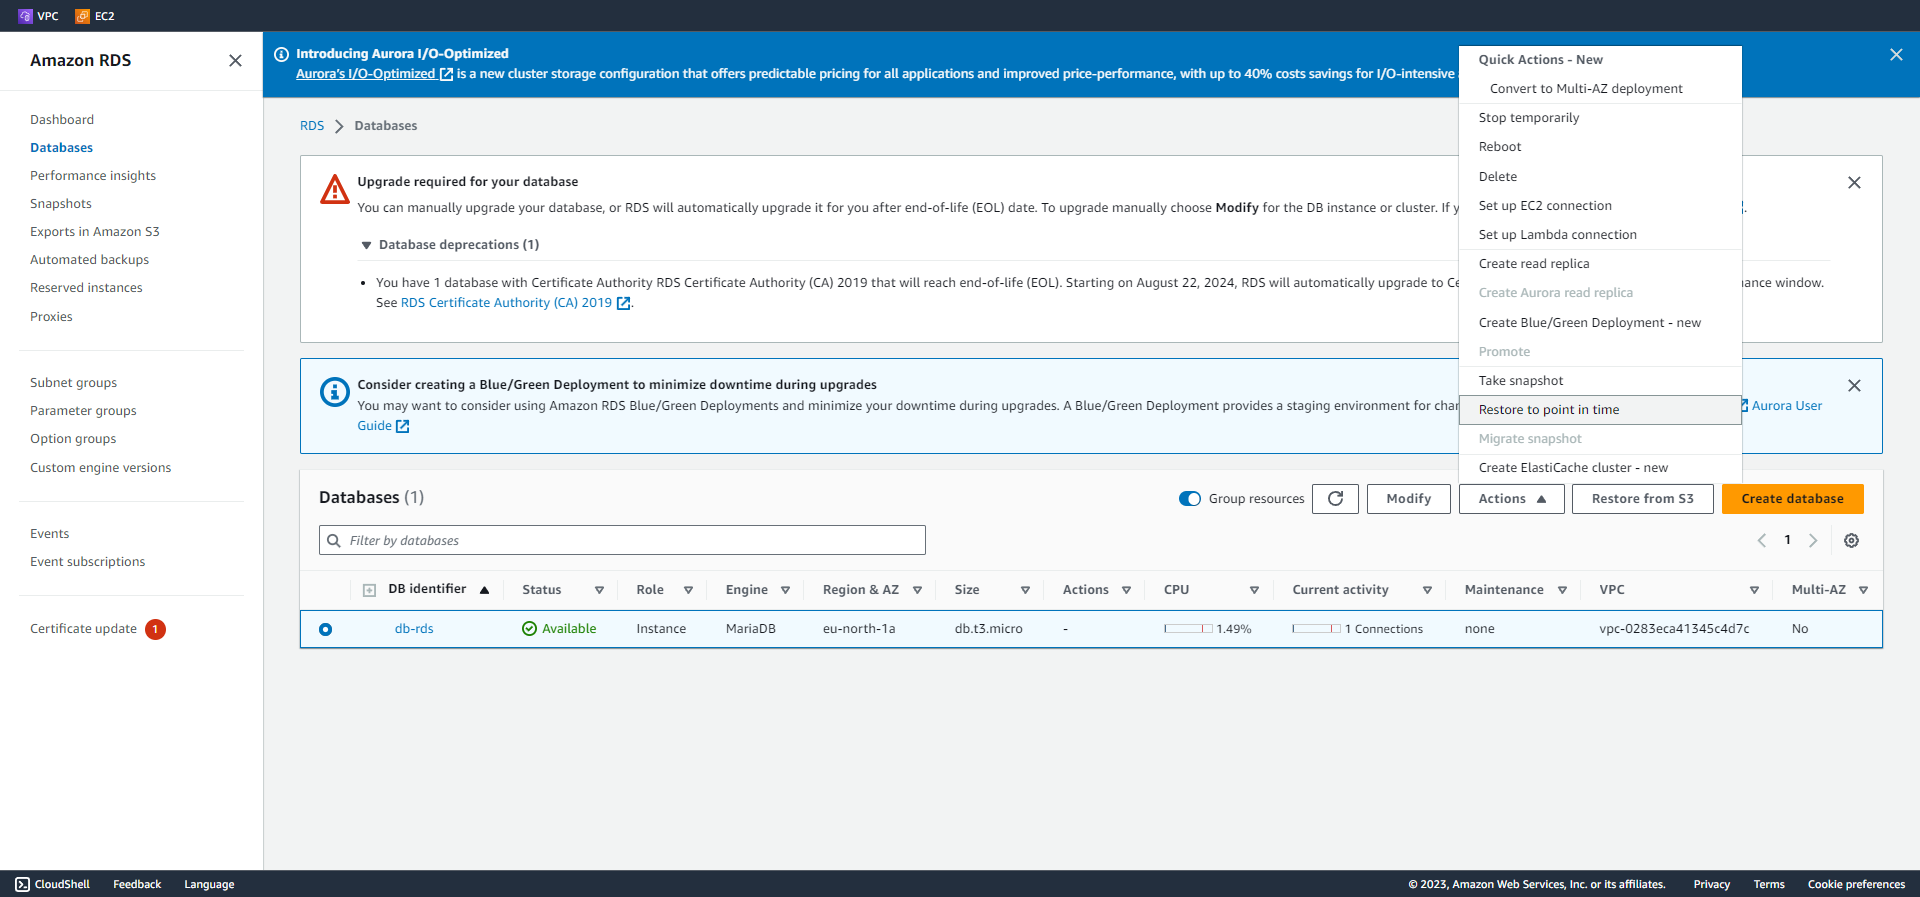 VPC
EC2
Amazon RDS
Dashboard
Databases
Performance insights
Snapshots
Exports in Amazon S3
Automated backups
Reserved instances
Proxies
Subnet groups
Parameter groups
Option groups
Custom engine versions
Events
Event subscriptions
Certificate update 1
Introducing Aurora I/O-Optimized
Aurora's I/O-Optimized is a new cluster storage configuration that offers predictable pricing for all applications and improved price-performance, with up to 40% costs savings for I/O-intensive
RDS > Databases
Upgrade required for your database
You can manually upgrade your database, or RDS will automatically upgrade it for you after end-of-life (EOL) date. To upgrade manually choose Modify for the DB instance or cluster. If
Database deprecations (1)
• You have 1 database with Certificate Authority RDS Certificate Authority (CA) 2019 that will reach end-of-life (EOL). Starting on August 22, 2024, RDS will automatically upgrade to window.
See RDS Certificate Authority (CA) 2019 .
Consider creating a Blue/Green Deployment to minimize downtime during upgrades
You may want to consider using Amazon RDS Blue/Green Deployments and minimize your downtime during upgrades. A Blue/Green Deployment provides a staging environment for Aurora User
Guide
Quick Actions - New
Convert to Multi-AZ deployment
Stop temporarily
Reboot
Delete
Set up EC2 connection
Set up Lambda connection
Create read replica
Create Aurora read replica
Create Blue/Green Deployment - new
Promote
Take snapshot
Restore to point in time
Migrate snapshot
Create ElastiCache cluster - new
Databases (1)
Group resources
Modify
Actions
Restore from S3
Create database
Filter by databases
1
DB identifier Status Role Engine Region & AZ Size Actions CPU Current activity Maintenance VPC Multi-AZ
db-rds Available Instance MariaDB eu-north-1a db.t3.micro - 1.49% 1 Connections none vpc-0283eca41345c4d7c No
CloudShell Feedback Language
© 2023, Amazon Web Services, Inc. or its affiliates. Privacy Terms Cookie preferences